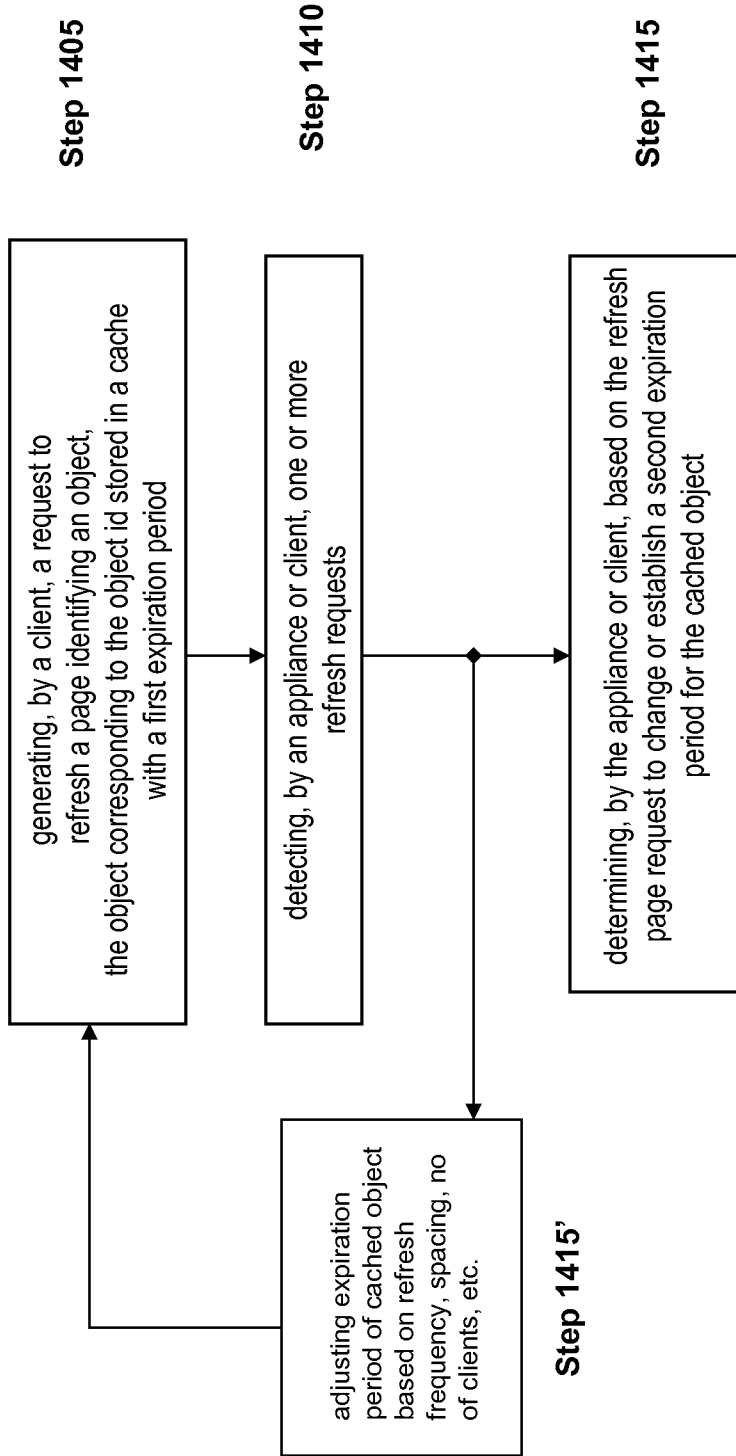 generating, by a client, a request to
refresh a page identifying an object,
the object corresponding to the object id stored in a cache
with a first expiration period
Step 1405
detecting, by an appliance or client, one or more
refresh requests
Step 1410
determining, by the appliance or client, based on the refresh
page request to change or establish a second expiration
period for the cached object
Step 1415
adjusting expiration
period of cached object
based on refresh
frequency, spacing, no
of clients, etc.
Step 1415’